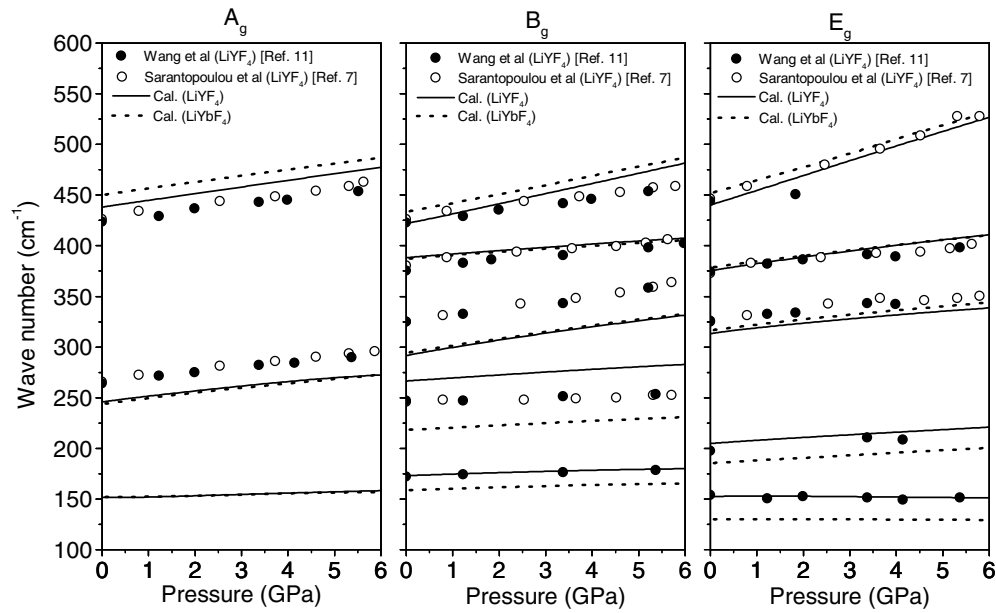 A_g
B_g
E_g
Wave number (cm⁻¹)
600
550
500
450
400
350
300
250
200
150
100
Wang et al (LiYF₄) [Ref. 11]
Sarantopoulou et al (LiYF₄) [Ref. 7]
Cal. (LiYF₄)
Cal. (LiYbF₄)
Wang et al (LiYF₄) [Ref. 11]
Sarantopoulou et al (LiYF₄) [Ref. 7]
Cal. (LiYF₄)
Cal. (LiYbF₄)
Wang et al (LiYF₄) [Ref. 11]
Sarantopoulou et al (LiYF₄) [Ref. 7]
Cal. (LiYF₄)
Cal. (LiYbF₄)
0 1 2 3 4 5 6
0 1 2 3 4 5 6
0 1 2 3 4 5 6
Pressure (GPa)
Pressure (GPa)
Pressure (GPa)